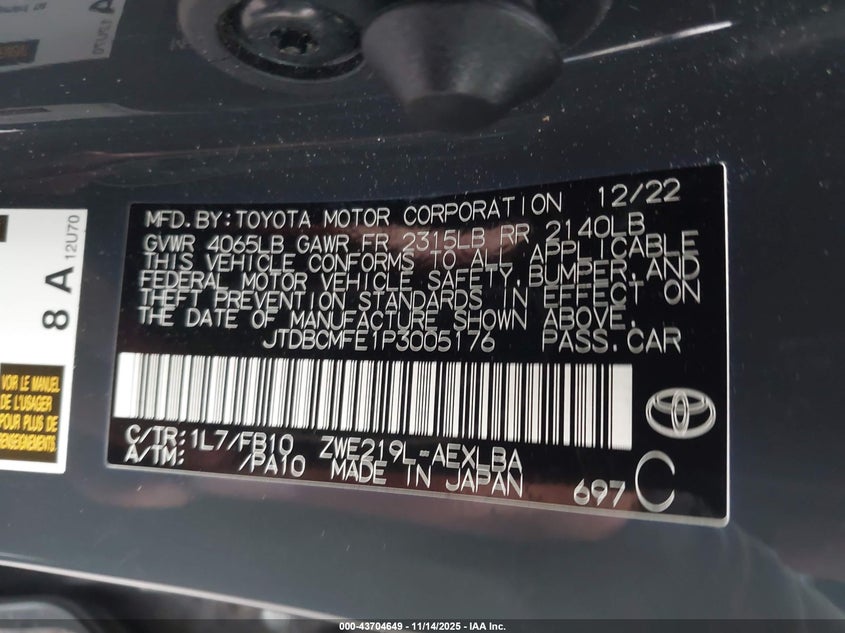 MFD.BY:TOYOTA MOTOR CORPORATION 12/22
GVWR 4065LB GAWR FR 2315LB RR 2140LB
THIS VEHICLE CONFORMS TO ALL APPLICABLE
FEDERAL MOTOR VEHICLE SAFETY,BUMPER,AND
THEFT PREVENTION STANDARDS IN EFFECT ON
THE DATE OF MANUFACTURE SHOWN ABOVE.
JTDBCMFE1P3005176 PASS.CAR
C/TR:1L7/FB10 ZWE219L-AEXLBA
A/TM: /PA10 MADE IN JAPAN
697 C
8 A
12U70
VOIR LE MANUEL
DE L'USAGER
POUR PLUS DE
RENSEIGNEMENTS
000-43704649 - 11/14/2025 - IAA Inc.